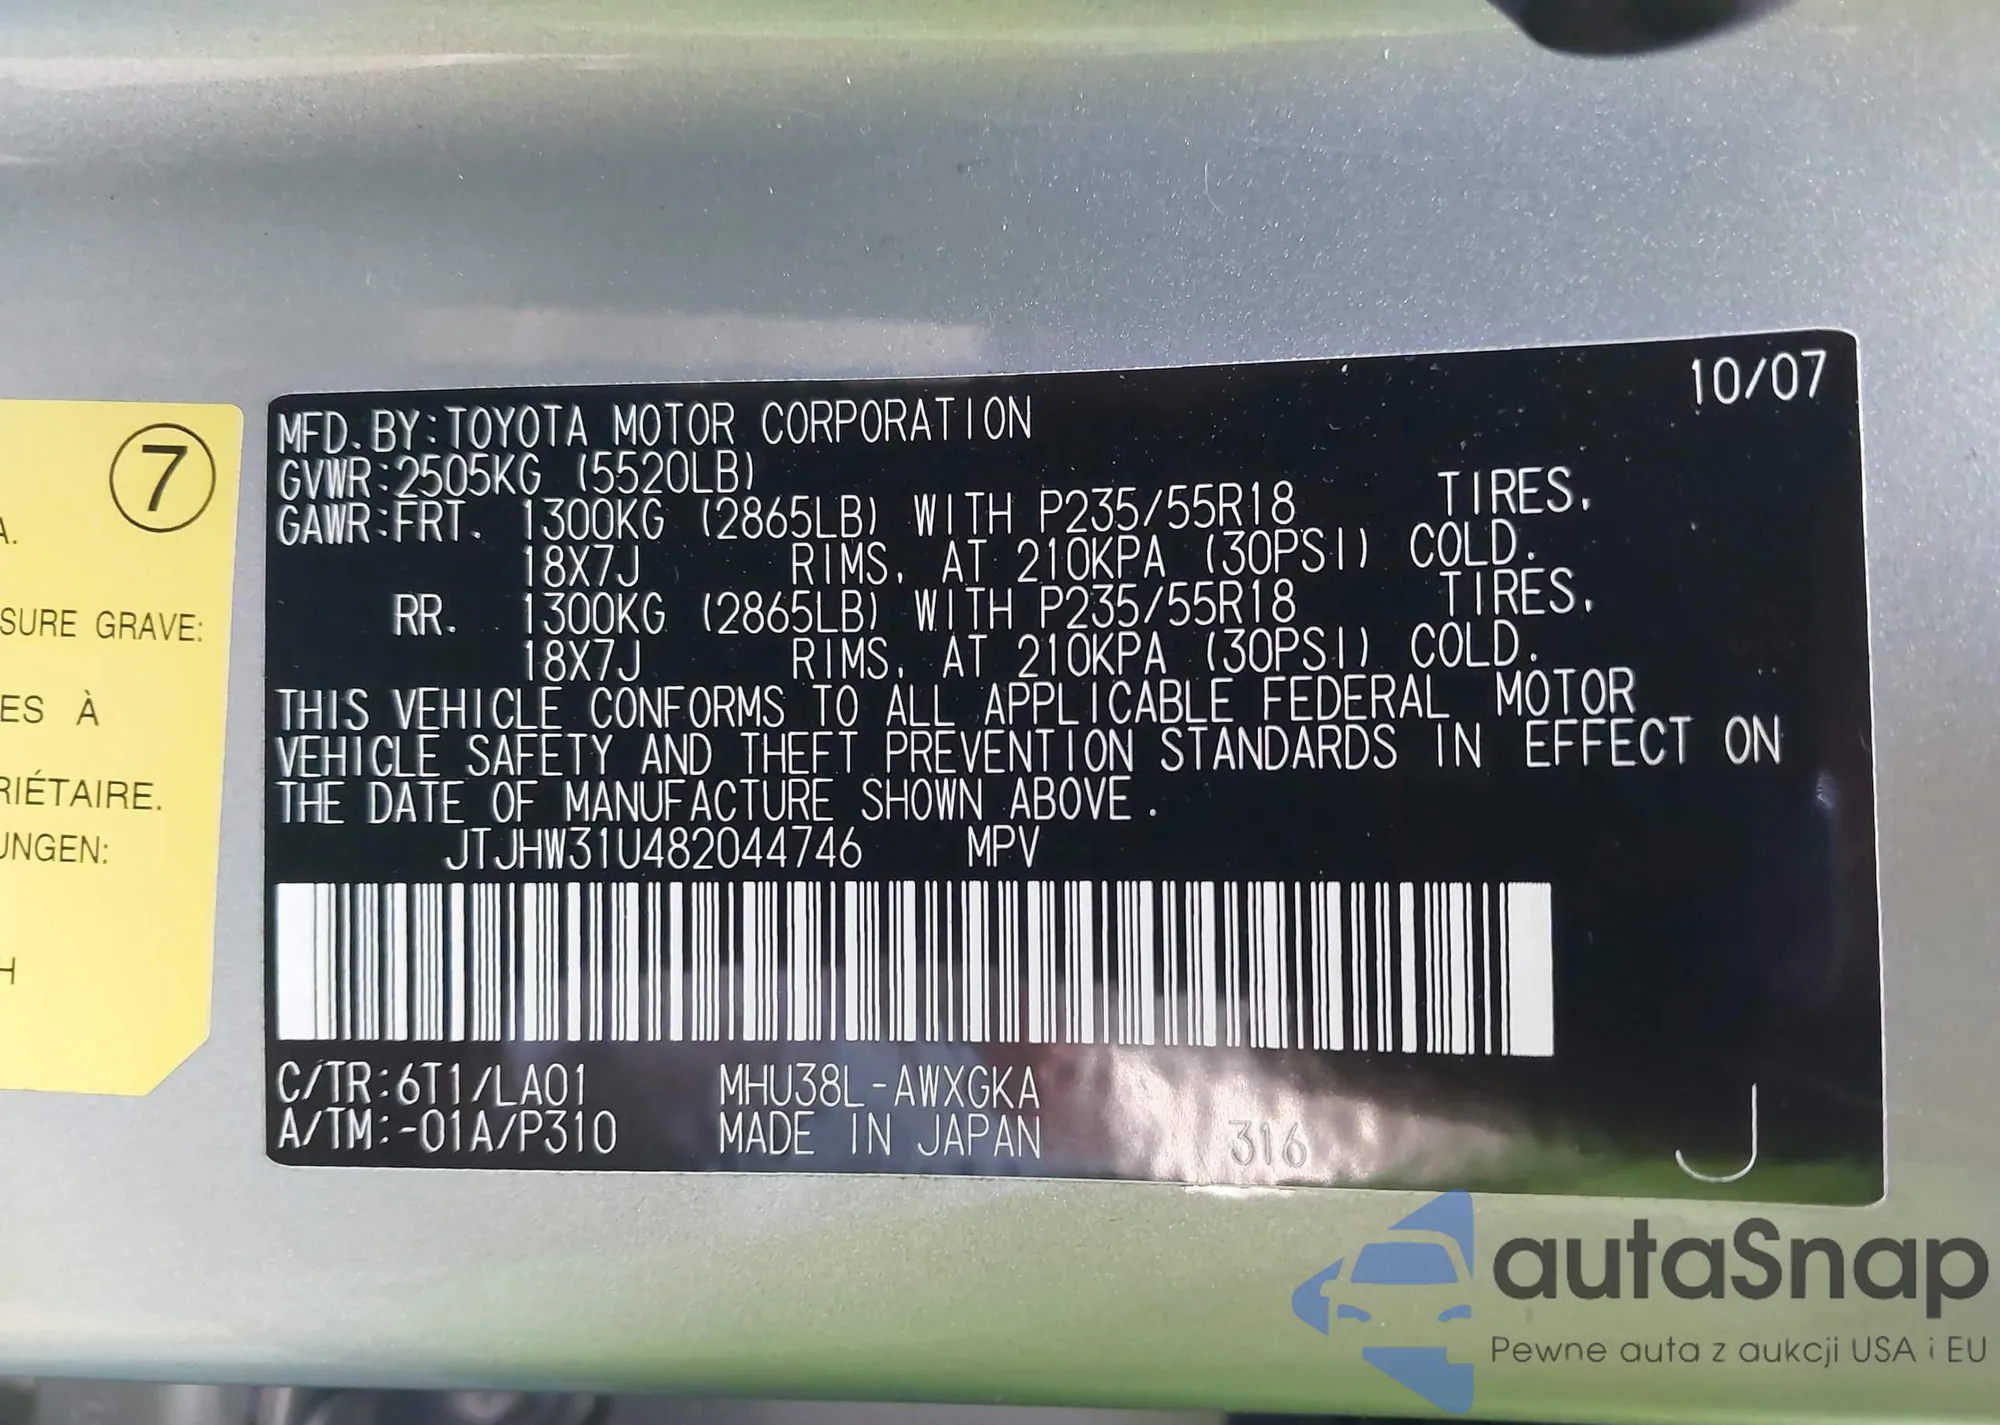 10/07
MFD. BY:TOYOTA MOTOR CORPORATION
GVWR:2505KG (5520LB)
GAWR:FRT. 1300KG (2865LB) WITH P235/55R18 TIRES.
18X7J RIMS, AT 210KPA (30PSI) COLD.
RR. 1300KG (2865LB) WITH P235/55R18 TIRES,
18X7J RIMS, AT 210KPA (30PSI) COLD.
THIS VEHICLE CONFORMS TO ALL APPLICABLE FEDERAL MOTOR
VEHICLE SAFETY AND THEFT PREVENTION STANDARDS IN EFFECT ON
THE DATE OF MANUFACTURE SHOWN ABOVE.
JTJHW31U482044746 MPV
C/TR:6T1/LA01 MHU38L-AWXGKA
A/TM:-01A/P310 MADE IN JAPAN 316
J
7
A.
SURE GRAVE:
ES À
RIÉTAIRE.
UNGEN:
H
autaSnap
Pewne auta z aukcji USA i EU